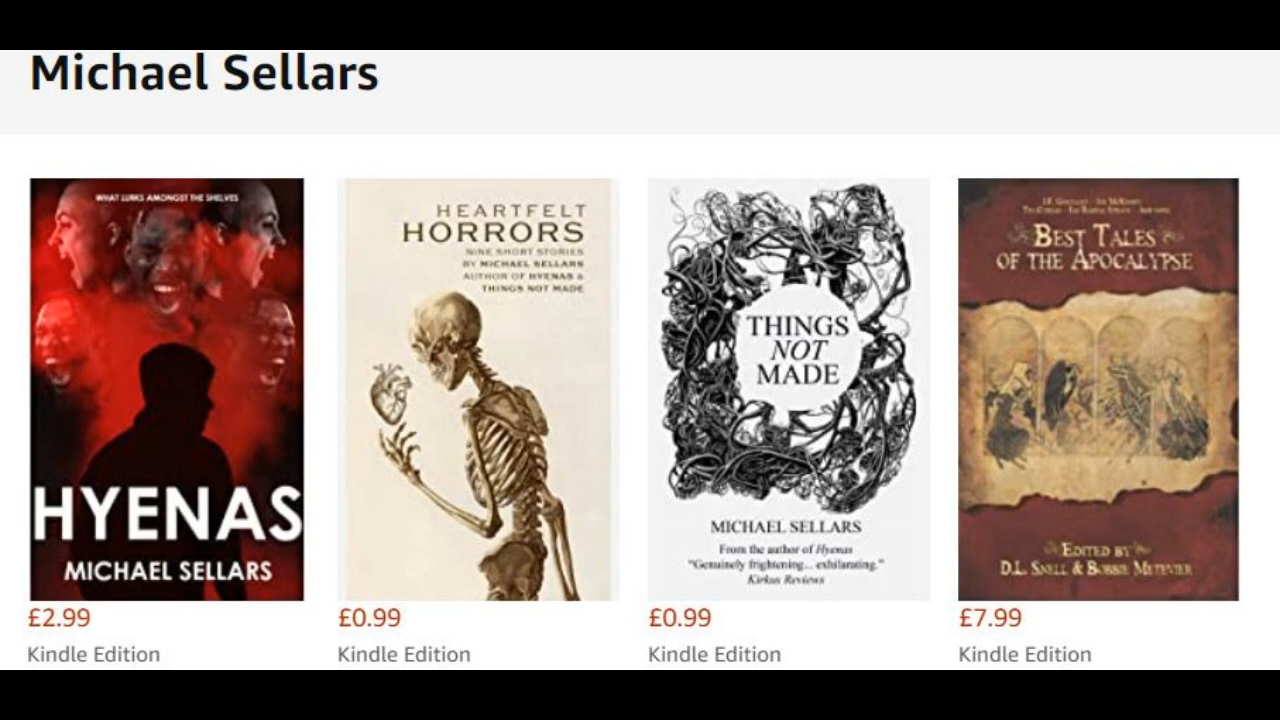 Michael Sellars
WHAT LURKS AMONGST THE SHELVES
HYENAS
MICHAEL SELLARS
£2.99
Kindle Edition
HEARTFELT
HORRORS
NINE SHORT STORIES
BY MICHAEL SELLARS
AUTHOR OF HYENAS &
THINGS NOT MADE
£0.99
Kindle Edition
THINGS
NOT
MADE
MICHAEL SELLARS
From the author of Hyenas
"Genuinely frightening... exhilarating."
Kirkus Reviews
£0.99
Kindle Edition
BEST TALES
OF THE APOCALYPSE
EDITED BY
D.L. SNELL & BOBBIE METEVIER
£7.99
Kindle Edition